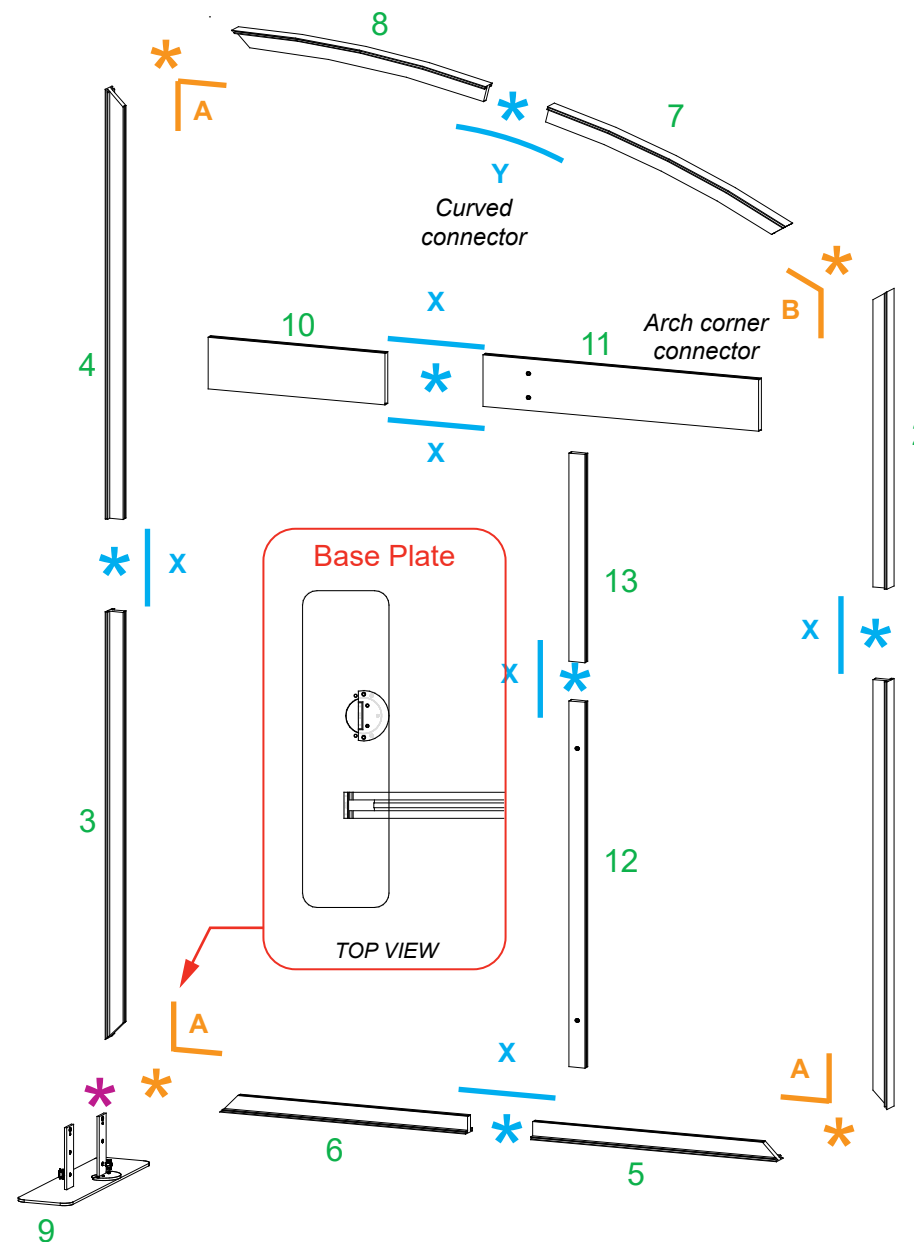 8
*
A
*
7
Y
Curved
connector
*
B
X
10
Arch corner
connector
11
4
*
X
Base Plate
13
*
X
X
*
X
*
3
12
TOP VIEW
A
X
A
*
*
*
*
6
5
9